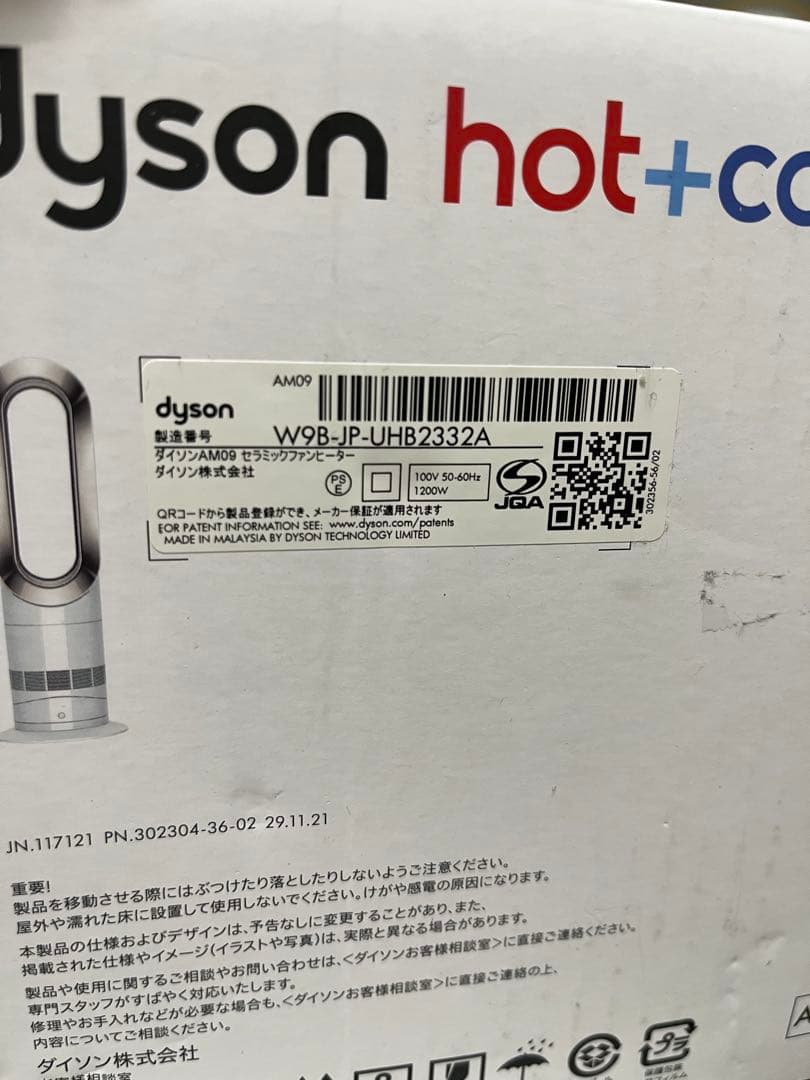 dyson hot+co
AM09
dyson
製造番号 W9B-JP-UHB2332A
ダイソンAM09 セラミックファンヒーター
ダイソン株式会社
PS
E
100V 50-60Hz
1200W
JQA
302356-56/02
QRコードから製品登録ができ、メーカー保証が適用されます
FOR PATENT INFORMATION SEE: www.dyson.com/patents
MADE IN MALAYSIA BY DYSON TECHNOLOGY LIMITED
JN.117121 PN.302304-36-02 29.11.21
重要!
製品を移動させる際にはぶつけたり落としたりしないようご注意ください。
屋外や濡れた床に設置して使用しないでください。けがや感電の原因になります。
本製品の仕様およびデザインは、予告なしに変更することがあり、また、
掲載された仕様やイメージ(イラストや写真)は、実際と異なる場合があります。
製品や使用に関するご相談やお問い合わせは、<ダイソンお客様相談室>に直接ご連絡ください。
専門スタッフがすばやく対応いたします。
修理やお手入れなどが必要な場合も、<ダイソンお客様相談室>に直接ご連絡の上、
内容についてご相談ください。
ダイソン株式会社
お客様相談室
プラ